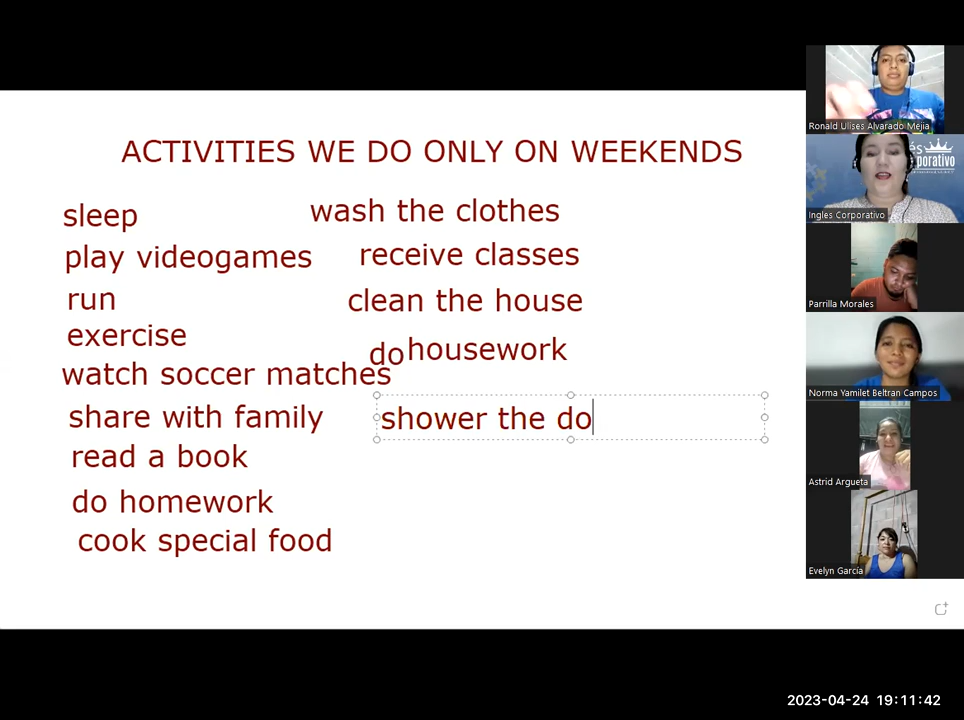 ACTIVITIES WE DO ONLY ON WEEKENDS
sleep
play videogames
run
exercise
watch soccer matches
share with family
read a book
do homework
cook special food
wash the clothes
receive classes
clean the house
do housework
shower the do
Ronald Ulises Alvarado Mejia
Ingles Corporativo
Parrilla Morales
Norma Yamilet Beltran Campos
Astrid Argueta
Evelyn García
2023-04-24 19:11:42